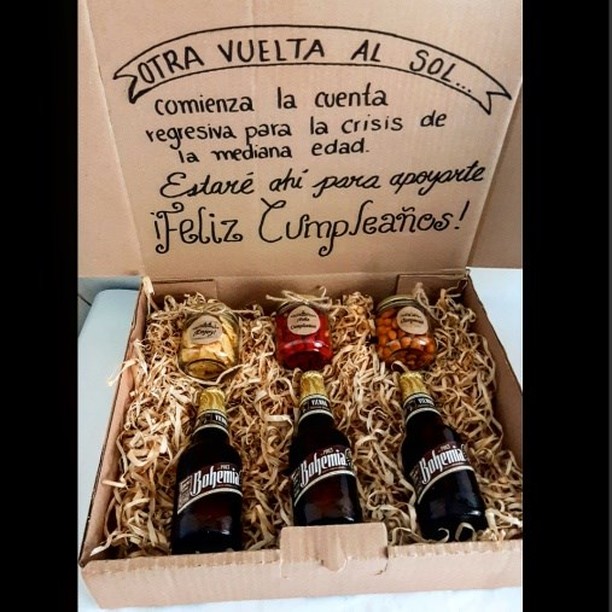 OTRA VUELTA AL SOL...
comienza la cuenta
regresiva para la crisis de
la mediana edad.
Estaré ahí para apoyarte
¡Feliz Cumpleaños!
VIENNA
Bohemia
Bohemia
Bohemia